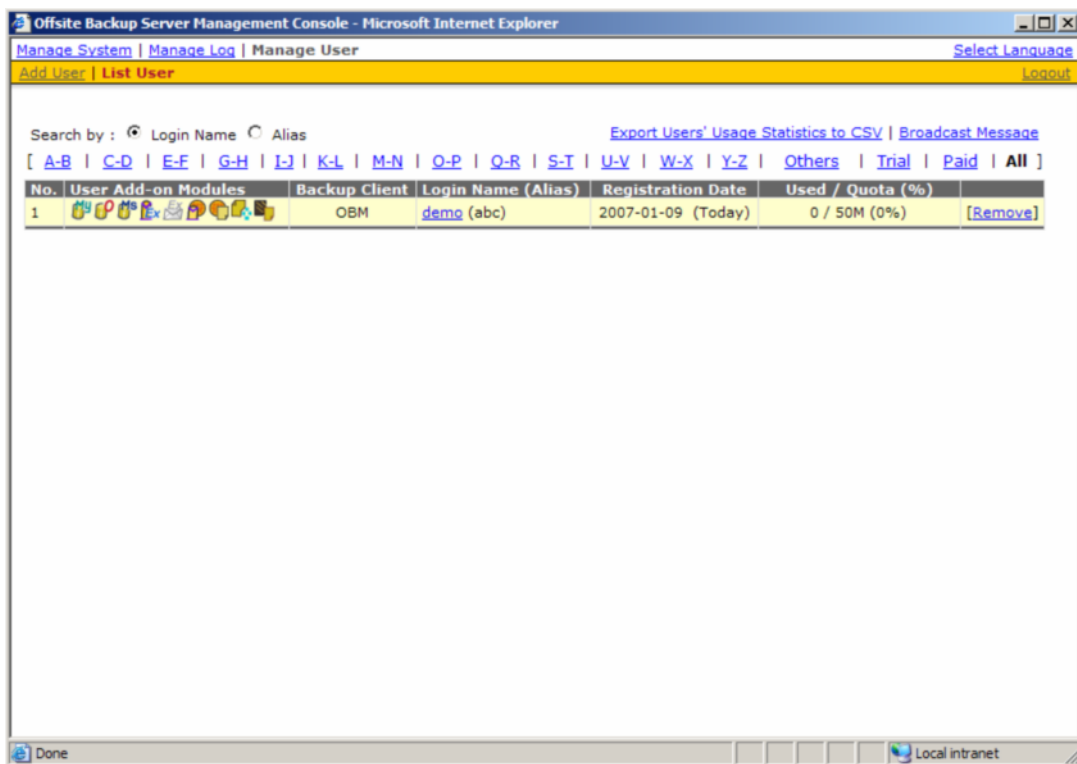 Offsite Backup Server Management Console - Microsoft Internet Explorer
Manage System | Manage Log | Manage User Select Language
Add User | List User Logout
Search by : Login Name Alias Export Users' Usage Statistics to CSV | Broadcast Message
[ A-B | C-D | E-F | G-H | I-J | K-L | M-N | O-P | Q-R | S-T | U-V | W-X | Y-Z | Others | Trial | Paid | All ]
No. User Add-on Modules Backup Client Login Name (Alias) Registration Date Used / Quota (%)
1 OBM demo (abc) 2007-01-09 (Today) 0 / 50M (0%) [Remove]
Done Local intranet